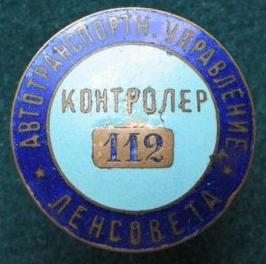 АВТОТРАНСПОРТН. УПРАВЛЕНИЕ
КОНТРОЛЕР
112
ЛЕНСОВЕТА